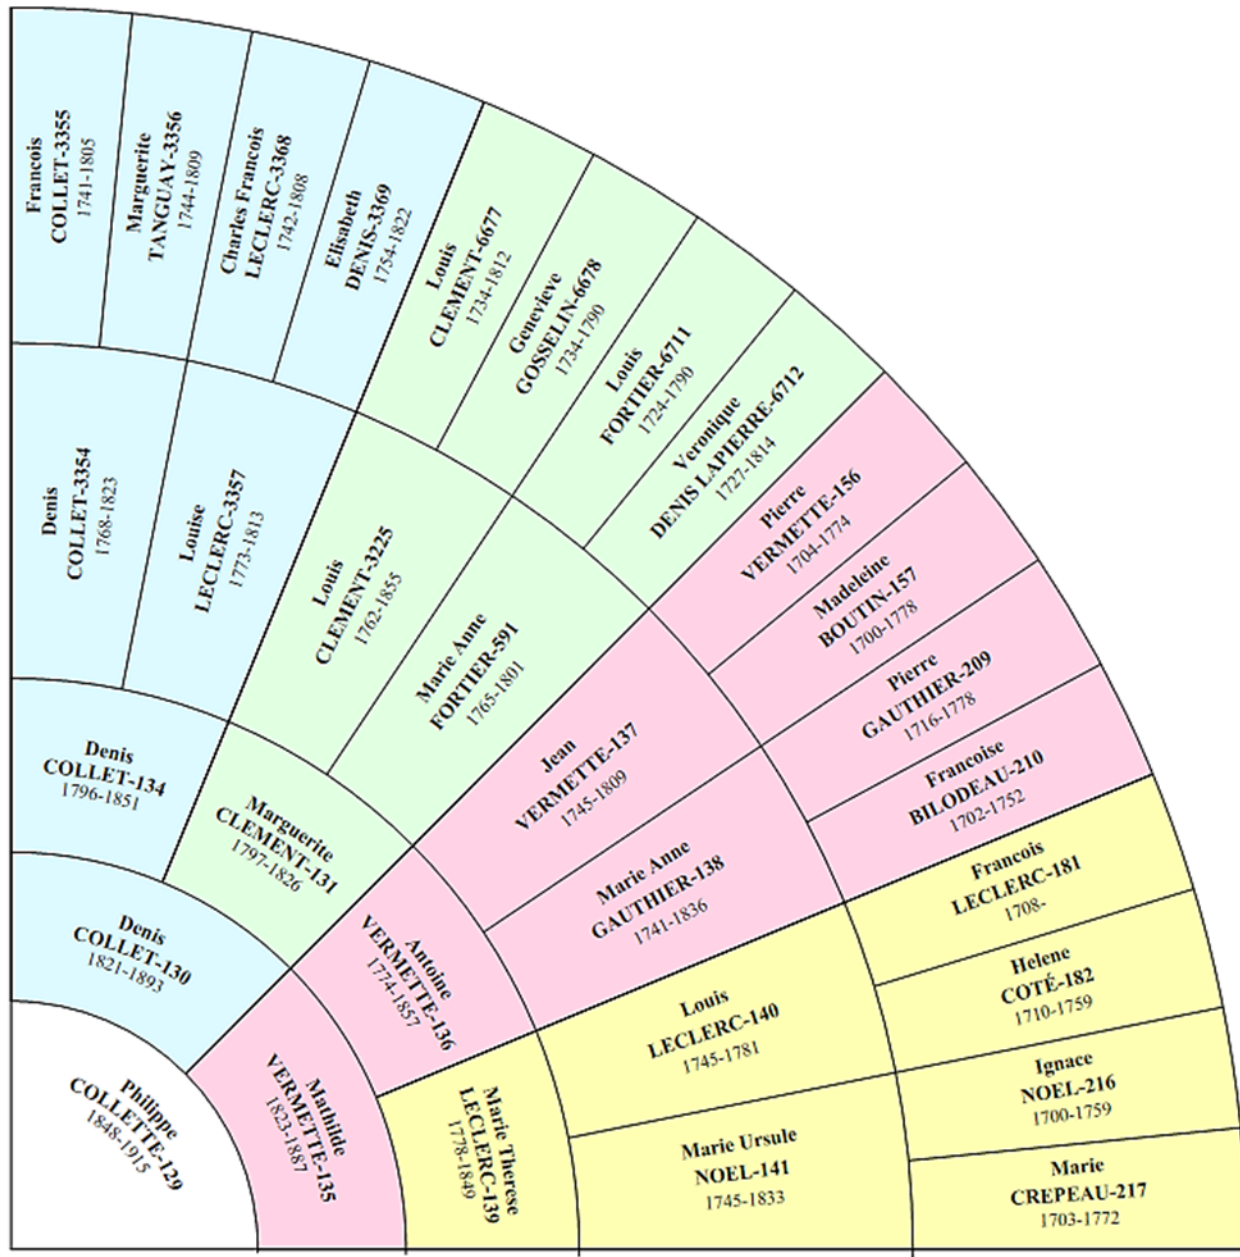 Francois
COLLET-3355
1741-1805
Marguerite
TANGUAY-3356
1744-1809
Charles Francois
LECLERC-3368
1742-1808
Elisabeth
DENIS-3369
1754-1822
Louis
CLEMENT-6677
1734-1812
Genevieve
GOSSELIN-6678
1734-1790
Louis
FORTIER-6711
1724-1790
Veronique
DENIS LAPIERRE-6712
1727-1814
Pierre
VERMETTE-156
1704-1774
Madeleine
BOUTIN-157
1700-1778
Pierre
GAUTHIER-209
1716-1778
Francoise
BILODEAU-210
1702-1752
Francois
LECLERC-181
1708-
Helene
COTÉ-182
1710-1759
Ignace
NOEL-216
1700-1759
Marie
CREPEAU-217
1703-1772
Denis
COLLET-3354
1768-1823
Louise
LECLERC-3357
1773-1813
Louis
CLEMENT-3225
1762-1855
Marie Anne
FORTIER-591
1765-1801
Jean
VERMETTE-137
1745-1809
Marie Anne
GAUTHIER-138
1741-1836
Louis
LECLERC-140
1745-1781
Marie Ursule
NOEL-141
1745-1833
Denis
COLLET-134
1796-1851
Marguerite
CLEMENT-131
1797-1826
Antoine
VERMETTE-136
1774-1857
Marie Therese
LECLERC-139
1778-1849
Denis
COLLET-130
1821-1893
Mathilde
VERMETTE-135
1823-1887
Philippe
COLLETTE-129
1848-1915